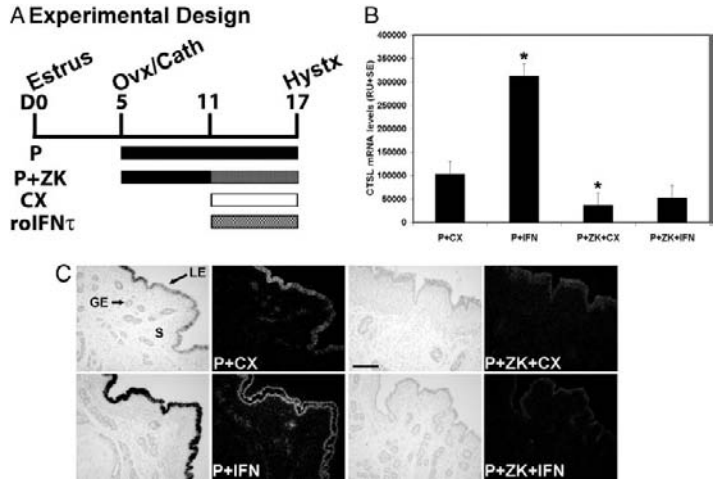 A Experimental Design
Estrus
Ovx/Cath
Hystx
D0 5 11 17
P
P+ZK
CX
roIFNτ
B
CTSL mRNA levels (RU+SE)
400000
350000
300000
250000
200000
150000
100000
50000
0
*
*
P+CX P+IFN P+ZK+CX P+ZK+IFN
C
LE
GE
S
P+CX
P+ZK+CX
P+IFN
P+ZK+IFN